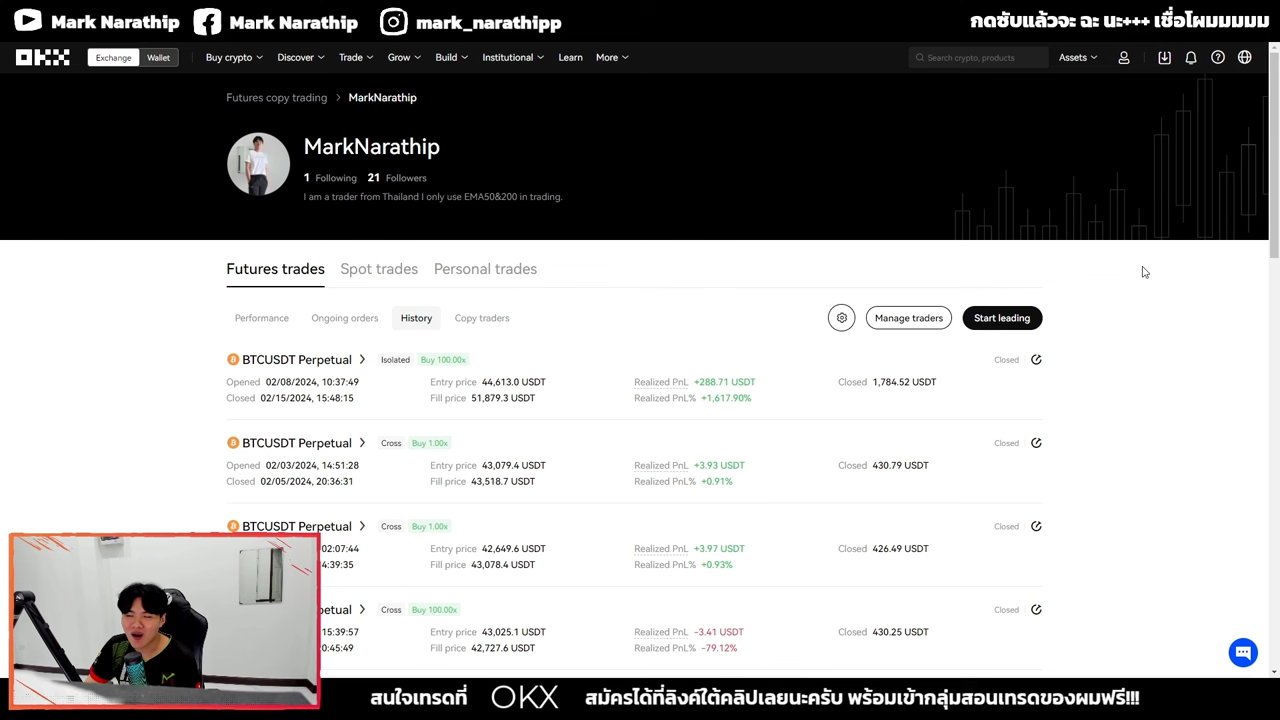 Mark Narathip Mark Narathip mark_narathipp กดซับแล้วจะ ฉะ นะ+++ เชื่อโผมมมมม
OKX Exchange Wallet Buy crypto Discover Trade Grow Build Institutional Learn More Search crypto, products Assets
Futures copy trading > MarkNarathip
MarkNarathip
1 Following 21 Followers
I am a trader from Thailand I only use EMA50&200 in trading.
Futures trades Spot trades Personal trades
Performance Ongoing orders History Copy traders Manage traders Start leading
BTCUSDT Perpetual > Isolated Buy 100.00x Closed
Opened 02/08/2024, 10:37:49 Entry price 44,613.0 USDT Realized PnL +288.71 USDT Closed 1,784.52 USDT
Closed 02/15/2024, 15:48:15 Fill price 51,879.3 USDT Realized PnL% +1,617.90%
BTCUSDT Perpetual > Cross Buy 1.00x Closed
Opened 02/03/2024, 14:51:28 Entry price 43,079.4 USDT Realized PnL +3.93 USDT Closed 430.79 USDT
Closed 02/05/2024, 20:36:31 Fill price 43,518.7 USDT Realized PnL% +0.91%
BTCUSDT Perpetual > Cross Buy 1.00x Closed
02:07:44 Entry price 42,649.6 USDT Realized PnL +3.97 USDT Closed 426.49 USDT
4:39:35 Fill price 43,078.4 USDT Realized PnL% +0.93%
petual > Cross Buy 100.00x Closed
15:39:57 Entry price 43,025.1 USDT Realized PnL -3.41 USDT Closed 430.25 USDT
0:45:49 Fill price 42,727.6 USDT Realized PnL% -79.12%
สนใจเทรดที่ OKX สมัครได้ที่ลิงค์ใต้คลิปเลยนะครับ พร้อมเข้ากลุ่มสอนเทรดของผมฟรี!!!